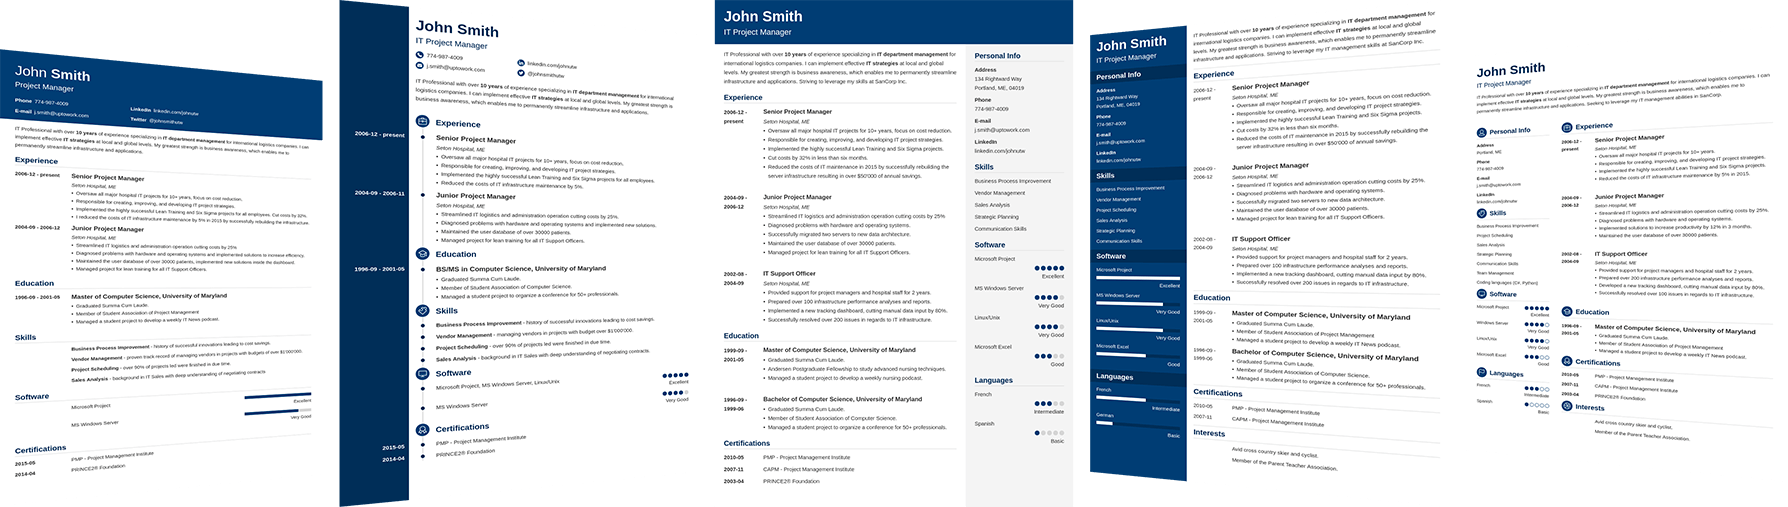 John Smith
Project Manager
Phone 774-987-4009
LinkedIn linkedin.com/johnutw
E-mail j.smith@uptowork.com
Twitter @johnsmithutw
IT Professional with over 10 years of experience specializing in IT department management for international logistics companies. I can
implement effective IT strategies at local and global levels. My greatest strength is business awareness, which enables me to
permanently streamline infrastructure and applications.
Experience
2006-12 - present
Senior Project Manager
Seton Hospital, ME
• Oversaw all major hospital IT projects for 10+ years, focus on cost reduction.
• Responsible for creating, improving, and developing IT project strategies.
• Implemented the highly successful Lean Training and Six Sigma projects for all employees. Cut costs by 32%.
• I reduced the costs of IT infrastructure maintenance by 5% in 2015 by successfully rebuilding the infrastructure.
2004-09 - 2006-12
Junior Project Manager
Seton Hospital, ME
• Streamlined IT logistics and administration operation cutting costs by 25%
• Diagnosed problems with hardware and operating systems and implemented solutions to increase efficiency.
• Maintained the user database of over 30000 patients, implemented new solutions inside the dashboard.
• Managed project for lean training for all IT Support Officers.
Education
1996-09 - 2001-05
Master of Computer Science, University of Maryland
• Graduated Summa Cum Laude.
• Member of Student Association of Project Management
• Managed a student project to develop a weekly IT News podcast.
Skills
Business Process Improvement - history of successful innovations leading to cost savings.
Vendor Management - proven track record of managing vendors in projects with budgets of over $1'000'000.
Project Scheduling - over 90% of projects led were finished in due time.
Sales Analysis - background in IT Sales with deep understanding of negotiating contracts
Software
Microsoft Project
Excellent
MS Windows Server
Very Good
Certifications
2015-05
PMP - Project Management Institute
2014-04
PRINCE2® Foundation
John Smith
IT Project Manager
774-987-4009
linkedin.com/johnutw
j.smith@uptowork.com
@johnsmithutw
IT Professional with over 10 years of experience specializing in IT department management for international
logistics companies. I can implement effective IT strategies at local and global levels. My greatest strength is
business awareness, which enables me to permanently streamline infrastructure and applications.
Experience
2006-12 - present
Senior Project Manager
Seton Hospital, ME
• Oversaw all major hospital IT projects for 10+ years, focus on cost reduction.
• Responsible for creating, improving, and developing IT project strategies.
• Implemented the highly successful Lean Training and Six Sigma projects for all employees.
• Reduced the costs of IT infrastructure maintenance by 5%.
2004-09 - 2006-11
Junior Project Manager
Seton Hospital, ME
• Streamlined IT logistics and administration operation cutting costs by 25%.
• Diagnosed problems with hardware and operating systems and implemented new solutions.
• Maintained the user database of over 30000 patients.
• Managed project for lean training for all IT Support Officers.
Education
1996-09 - 2001-05
BS/MS in Computer Science, University of Maryland
• Graduated Summa Cum Laude.
• Member of Student Association of Computer Science.
• Managed a student project to organize a conference for 50+ professionals.
Skills
Business Process Improvement - history of successful innovations leading to cost savings.
Vendor Management - managing vendors in projects with budget over $1'000'000.
Project Scheduling - over 90% of projects led were finished in due time.
Sales Analysis - background in IT Sales with deep understanding of negotiating contracts.
Software
Microsoft Project, MS Windows Server, Linux/Unix
Excellent
MS Windows Server
Very Good
Certifications
2015-05
PMP - Project Management Institute
2014-04
PRINCE2® Foundation
John Smith
IT Project Manager
IT Professional with over 10 years of experience specializing in IT department management for
international logistics companies. I can implement effective IT strategies at local and global
levels. My greatest strength is business awareness, which enables me to permanently streamline
infrastructure and applications. Striving to leverage my IT management skills at SanCorp Inc.
Experience
2006-12 -
present
Senior Project Manager
Seton Hospital, ME
• Oversaw all major hospital IT projects for 10+ years, focus on cost reduction.
• Responsible for creating, improving, and developing IT project strategies.
• Implemented the highly successful Lean Training and Six Sigma projects.
• Cut costs by 32% in less than six months.
• Reduced the costs of IT maintenance in 2015 by successfully rebuilding the
server infrastructure resulting in over $50'000 of annual savings.
2004-09 -
2006-12
Junior Project Manager
Seton Hospital, ME
• Streamlined IT logistics and administration operation cutting costs by 25%
• Diagnosed problems with hardware and operating systems.
• Successfully migrated two servers to new data architecture.
• Maintained the user database of over 30000 patients.
• Managed project for lean training for all IT Support Officers.
2002-08 -
2004-09
IT Support Officer
Seton Hospital, ME
• Provided support for project managers and hospital staff for 2 years.
• Prepared over 100 infrastructure performance analyses and reports.
• Implemented a new tracking dashboard, cutting manual data input by 80%.
• Successfully resolved over 200 issues in regards to IT infrastructure.
Education
1999-09 -
2001-05
Master of Computer Science, University of Maryland
• Graduated Summa Cum Laude.
• Andersen Postgraduate Fellowship to study advanced nursing techniques.
• Managed a student project to develop a weekly nursing podcast.
1996-09 -
1999-06
Bachelor of Computer Science, University of Maryland
• Graduated Summa Cum Laude.
• Member of Student Association of Computer Science.
• Managed a student project to organize a conference for 50+ professionals.
Certifications
2010-05
PMP - Project Management Institute
2007-11
CAPM - Project Management Institute
2003-04
PRINCE2® Foundation
Personal Info
Address
134 Rightward Way
Portland, ME, 04019
Phone
774-987-4009
E-mail
j.smith@uptowork.com
LinkedIn
linkedin.com/johnutw
Skills
Business Process Improvement
Vendor Management
Sales Analysis
Strategic Planning
Communication Skills
Software
Microsoft Project
Excellent
MS Windows Server
Very Good
Linux/Unix
Very Good
Microsoft Excel
Good
Languages
French
Intermediate
Spanish
Basic
John Smith
IT Project Manager
Personal Info
Address
134 Rightward Way
Portland, ME, 04019
Phone
774-987-4009
E-mail
j.smith@uptowork.com
LinkedIn
linkedin.com/johnutw
Skills
Business Process Improvement
Vendor Management
Project Scheduling
Sales Analysis
Strategic Planning
Communication Skills
Software
Microsoft Project
Excellent
MS Windows Server
Very Good
Linux/Unix
Very Good
Microsoft Excel
Good
Languages
French
Intermediate
German
Basic
IT Professional with over 10 years of experience specializing in IT department management for
international logistics companies. I can implement effective IT strategies at local and global
levels. My greatest strength is business awareness, which enables me to permanently streamline
infrastructure and applications. Striving to leverage my IT management skills at SanCorp Inc.
Experience
2006-12 -
present
Senior Project Manager
Seton Hospital, ME
• Oversaw all major hospital IT projects for 10+ years, focus on cost reduction.
• Responsible for creating, improving, and developing IT project strategies.
• Implemented the highly successful Lean Training and Six Sigma projects.
• Cut costs by 32% in less than six months.
• Reduced the costs of IT maintenance in 2015 by successfully rebuilding the
server infrastructure resulting in over $50'000 of annual savings.
2004-09 -
2006-12
Junior Project Manager
Seton Hospital, ME
• Streamlined IT logistics and administration operation cutting costs by 25%.
• Diagnosed problems with hardware and operating systems.
• Successfully migrated two servers to new data architecture.
• Maintained the user database of over 30000 patients.
• Managed project for lean training for all IT Support Officers.
2002-08 -
2004-09
IT Support Officer
Seton Hospital, ME
• Provided support for project managers and hospital staff for 2 years.
• Prepared over 100 infrastructure performance analyses and reports.
• Implemented a new tracking dashboard, cutting manual data input by 80%.
• Successfully resolved over 200 issues in regards to IT infrastructure.
Education
1999-09 -
2001-05
Master of Computer Science, University of Maryland
• Graduated Summa Cum Laude.
• Member of Student Association of Project Management
• Managed a student project to develop a weekly IT News podcast.
1996-09 -
1999-05
Bachelor of Computer Science, University of Maryland
• Graduated Summa Cum Laude.
• Member of Student Association of Computer Science.
• Managed a student project to organize a conference for 50+ professionals.
Certifications
2010-05
PMP - Project Management Institute
2007-11
CAPM - Project Management Institute
Interests
Avid cross country skier and cyclist.
Member of the Parent Teacher Association.
John Smith
IT Project Manager
IT Professional with over 10 years of experience specializing in IT department management for international logistics companies. I can
implement effective IT strategies at local and global levels. My greatest strength is business awareness, which enables me to permanently
streamline infrastructure and applications. Seeking to leverage my IT management abilities in SanCorp.
Personal Info
Address
Portland, ME
Phone
774-987-4009
E-mail
j.smith@uptowork.com
LinkedIn
linkedin.com/johnutw
Skills
Business Process Improvement
Project Scheduling
Sales Analysis
Strategic Planning
Communication Skills
Team Management
Coding languages (C#, Python)
Software
Microsoft Project
Excellent
Windows Server
Very Good
Linux/Unix
Very Good
Microsoft Excel
Good
Languages
French
Intermediate
Spanish
Basic
Experience
2006-12 -
present
Senior Project Manager
Seton Hospital, ME
• Oversaw all major hospital IT projects for 10+ years.
• Responsible for creating, improving, and developing IT project strategies.
• Implemented the highly successful Lean Training and Six Sigma projects.
• Reduced the costs of IT infrastructure maintenance by 5% in 2015.
2004-09 -
2006-12
Junior Project Manager
Seton Hospital, ME
• Streamlined IT logistics and administration operation cutting costs by 25%.
• Diagnosed problems with hardware and operating systems.
• Implemented solutions to increase productivity by 12% in 3 months.
• Maintained the user database of over 30000 patients.
2002-08 -
2004-09
IT Support Officer
Seton Hospital, ME
• Provided support for project managers and hospital staff for 2 years.
• Prepared over 100 infrastructure performance analyses and reports.
• Developed a new tracking dashboard, cutting manual data input by 80%.
• Successfully resolved over 100 issues in regards to IT infrastructure.
Education
1996-09 -
2001-05
Master of Computer Science, University of Maryland
• Graduated Summa Cum Laude.
• Member of Student Association of Project Management
• Managed a student project to develop a weekly IT News podcast.
Certifications
2010-05
PMP - Project Management Institute
2007-11
CAPM - Project Management Institute
2003-04
PRINCE2® Foundation
Interests
Avid cross country skier and cyclist.
Member of the Parent Teacher Association.